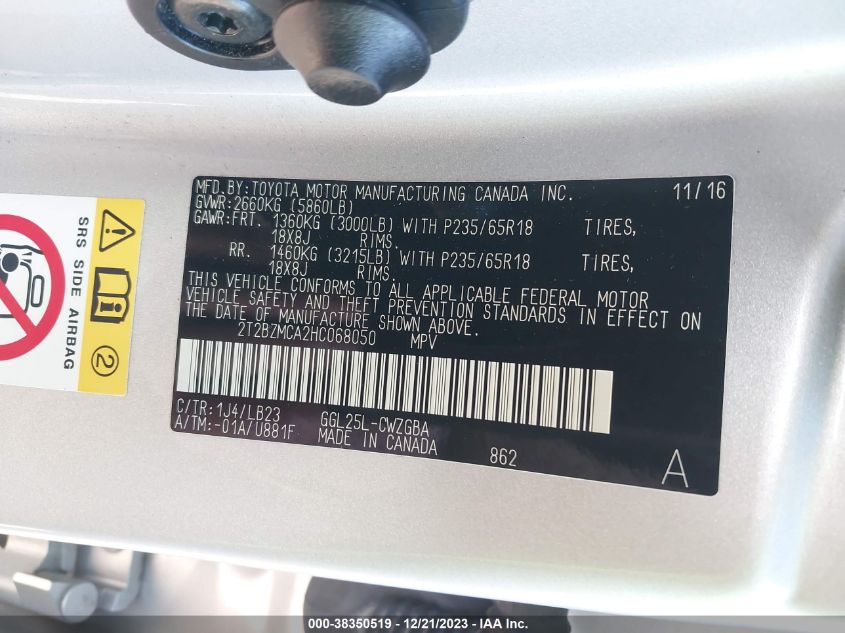 MFD.BY:TOYOTA MOTOR MANUFACTURING CANADA INC. 11/16
GVWR:2660KG (5860LB)
GAWR:FRT. 1360KG (3000LB) WITH P235/65R18 TIRES,
18X8J RIMS.
RR. 1460KG (3215LB) WITH P235/65R18 TIRES,
18X8J RIMS.
THIS VEHICLE CONFORMS TO ALL APPLICABLE FEDERAL MOTOR
VEHICLE SAFETY AND THEFT PREVENTION STANDARDS IN EFFECT ON
THE DATE OF MANUFACTURE SHOWN ABOVE.
2T2BZMCA2HC068050 MPV
C/TR:1J4/LB23 GGL25L-CWZGBA
A/TM:-01A/U881F MADE IN CANADA 862 A
SRS SIDE AIRBAG
2
000-38350519 - 12/21/2023 - IAA Inc.